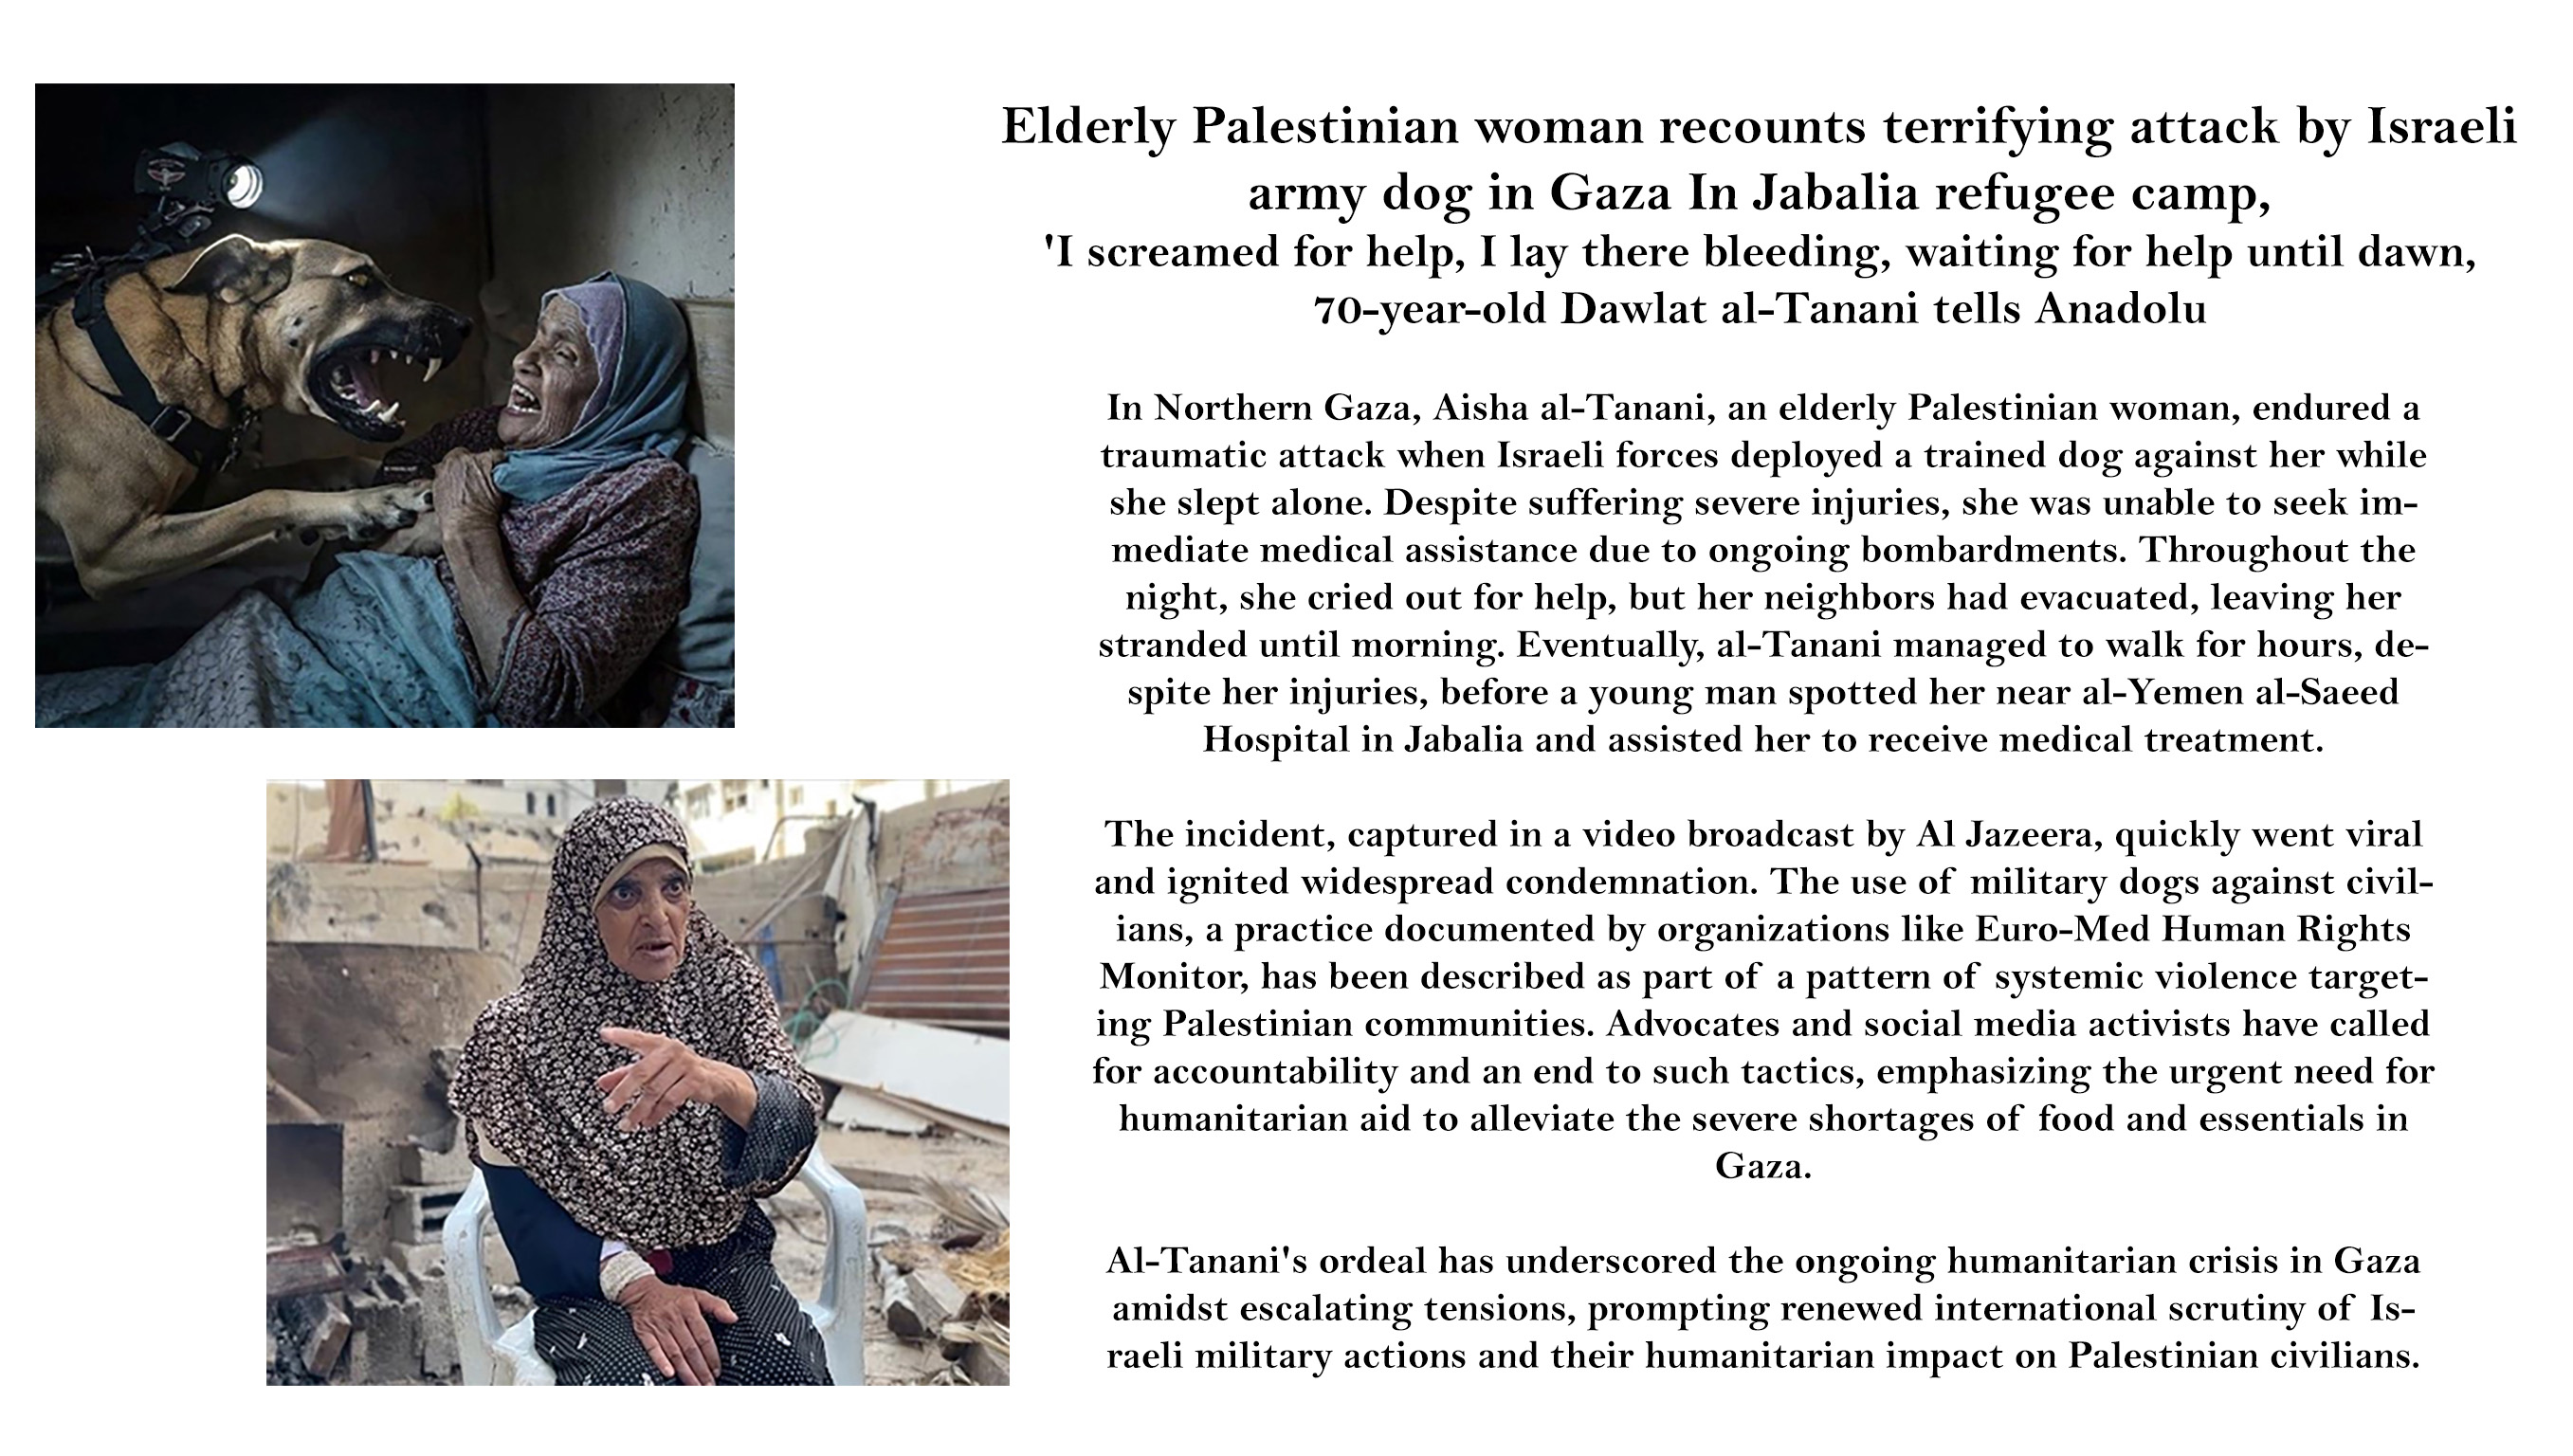 Elderly Palestinian woman recounts terrifying attack by Israeli
army dog in Gaza In Jabalia refugee camp,
'I screamed for help, I lay there bleeding, waiting for help until dawn,
70-year-old Dawlat al-Tanani tells Anadolu
In Northern Gaza, Aisha al-Tanani, an elderly Palestinian woman, endured a
traumatic attack when Israeli forces deployed a trained dog against her while
she slept alone. Despite suffering severe injuries, she was unable to seek im-
mediate medical assistance due to ongoing bombardments. Throughout the
night, she cried out for help, but her neighbors had evacuated, leaving her
stranded until morning. Eventually, al-Tanani managed to walk for hours, de-
spite her injuries, before a young man spotted her near al-Yemen al-Saeed
Hospital in Jabalia and assisted her to receive medical treatment.
The incident, captured in a video broadcast by Al Jazeera, quickly went viral
and ignited widespread condemnation. The use of military dogs against civil-
ians, a practice documented by organizations like Euro-Med Human Rights
Monitor, has been described as part of a pattern of systemic violence target-
ing Palestinian communities. Advocates and social media activists have called
for accountability and an end to such tactics, emphasizing the urgent need for
humanitarian aid to alleviate the severe shortages of food and essentials in
Gaza.
Al-Tanani's ordeal has underscored the ongoing humanitarian crisis in Gaza
amidst escalating tensions, prompting renewed international scrutiny of Is-
raeli military actions and their humanitarian impact on Palestinian civilians.